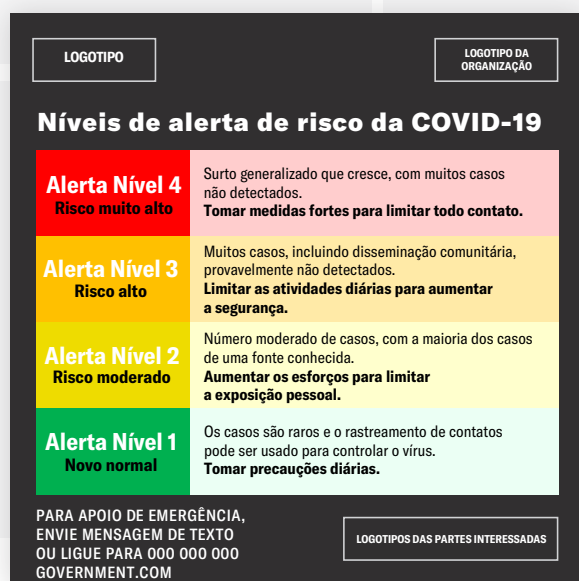 LOGOTIPO
LOGOTIPO DA
ORGANIZAÇÃO
Níveis de alerta de risco da COVID-19
Alerta Nível 4
Risco muito alto
Surto generalizado que cresce, com muitos casos
não detectados.
Tomar medidas fortes para limitar todo contato.
Alerta Nível 3
Risco alto
Muitos casos, incluindo disseminação comunitária,
provavelmente não detectados.
Limitar as atividades diárias para aumentar
a segurança.
Alerta Nível 2
Risco moderado
Número moderado de casos, com a maioria dos casos
de uma fonte conhecida.
Aumentar os esforços para limitar
a exposição pessoal.
Alerta Nível 1
Novo normal
Os casos são raros e o rastreamento de contatos
pode ser usado para controlar o vírus.
Tomar precauções diárias.
PARA APOIO DE EMERGÊNCIA,
ENVIE MENSAGEM DE TEXTO
OU LIGUE PARA 000 000 000
GOVERNMENT.COM
LOGOTIPOS DAS PARTES INTERESSADAS